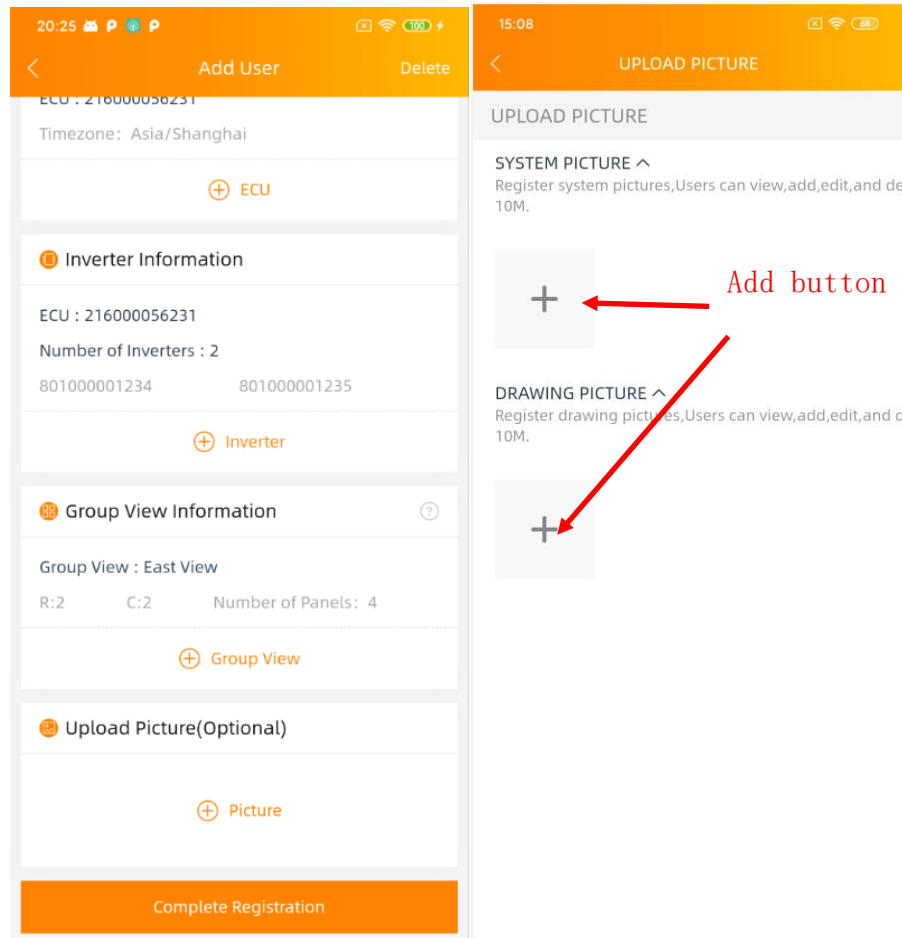 20:25
100
Add User
Delete
ECU : 216000056231
Timezone: Asia/Shanghai
ECU
Inverter Information
ECU : 216000056231
Number of Inverters : 2
801000001234 801000001235
Inverter
Group View Information
?
Group View : East View
R:2 C:2 Number of Panels: 4
Group View
Upload Picture(Optional)
Picture
Complete Registration
15:08
68
UPLOAD PICTURE
UPLOAD PICTURE
SYSTEM PICTURE
Register system pictures,Users can view,add,edit,and de
10M.
Add button
DRAWING PICTURE
Register drawing pictures,Users can view,add,edit,and d
10M.